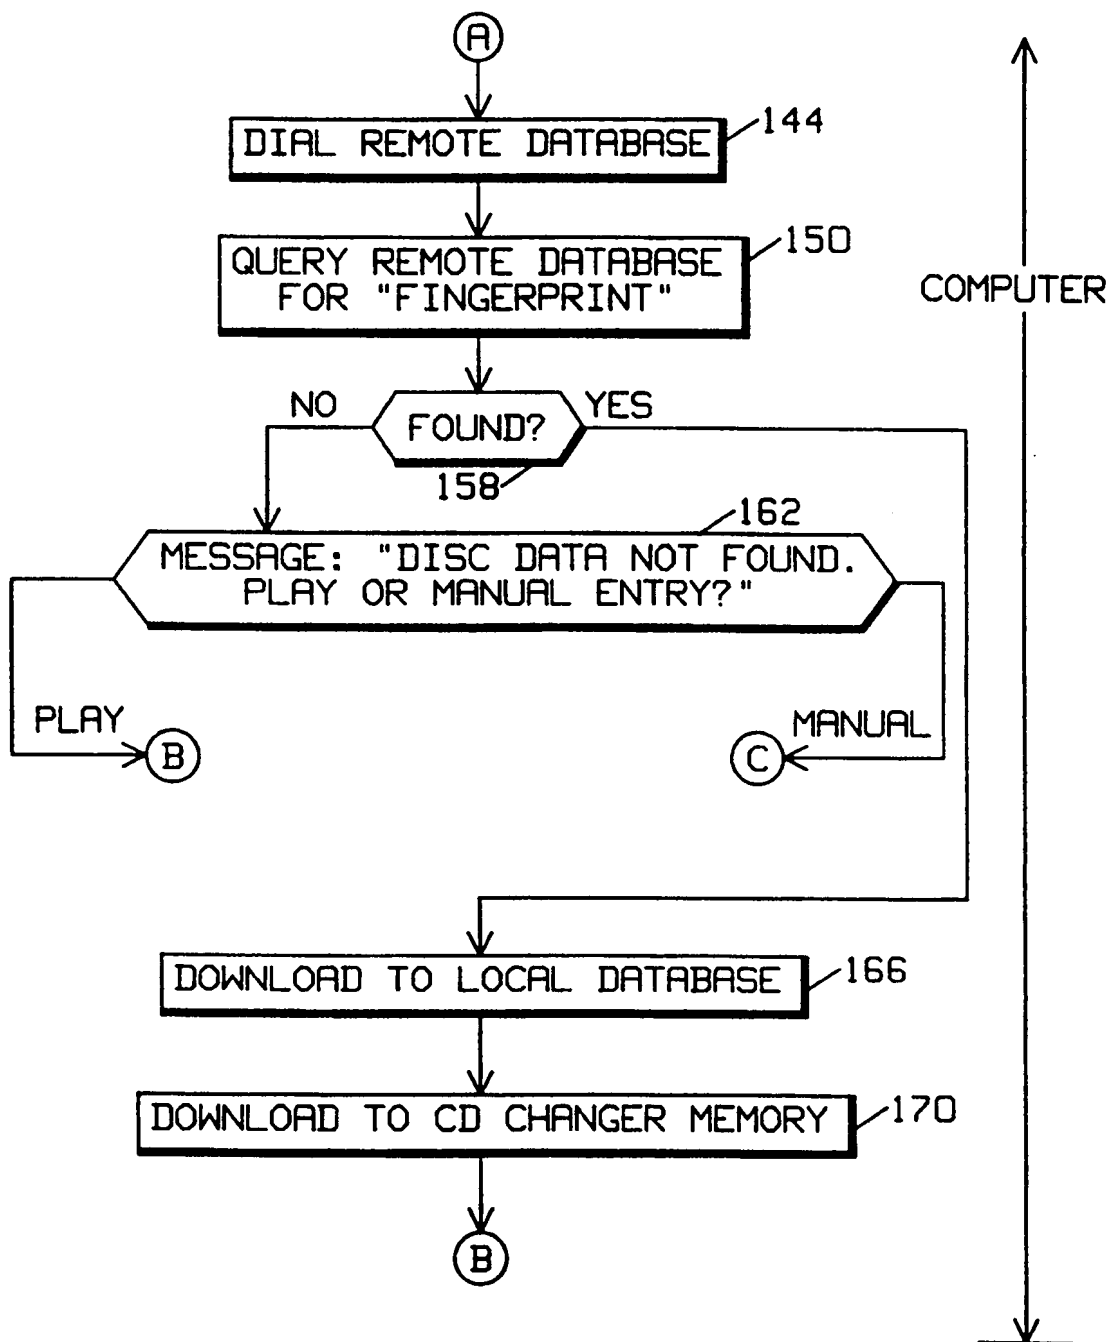 A
DIAL REMOTE DATABASE
144
QUERY REMOTE DATABASE
FOR "FINGERPRINT"
150
COMPUTER
NO
FOUND?
YES
158
162
MESSAGE: "DISC DATA NOT FOUND.
PLAY OR MANUAL ENTRY?"
PLAY
B
MANUAL
C
DOWNLOAD TO LOCAL DATABASE
166
DOWNLOAD TO CD CHANGER MEMORY
170
B